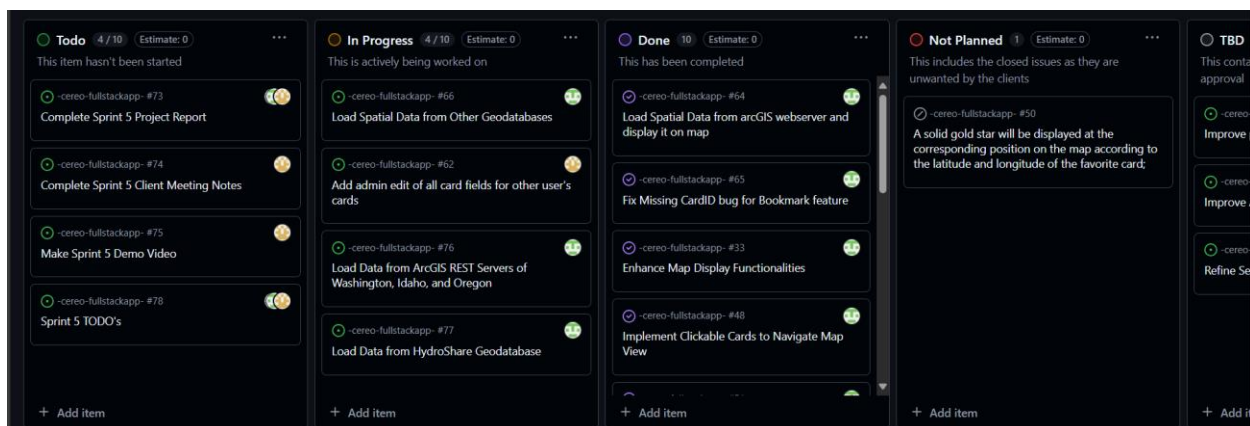 Todo 4 / 10 Estimate: 0
This item hasn't been started
-cereo-fullstackapp- #73
Complete Sprint 5 Project Report
-cereo-fullstackapp- #74
Complete Sprint 5 Client Meeting Notes
-cereo-fullstackapp- #75
Make Sprint 5 Demo Video
-cereo-fullstackapp- #78
Sprint 5 TODO's
+ Add item
In Progress 4 / 10 Estimate: 0
This is actively being worked on
-cereo-fullstackapp- #66
Load Spatial Data from Other Geodatabases
-cereo-fullstackapp- #62
Add admin edit of all card fields for other user's
cards
-cereo-fullstackapp- #76
Load Data from ArcGIS REST Servers of
Washington, Idaho, and Oregon
-cereo-fullstackapp- #77
Load Data from HydroShare Geodatabase
+ Add item
Done 10 Estimate: 0
This has been completed
-cereo-fullstackapp- #64
Load Spatial Data from arcGIS webserver and
display it on map
-cereo-fullstackapp- #65
Fix Missing CardID bug for Bookmark feature
-cereo-fullstackapp- #33
Enhance Map Display Functionalities
-cereo-fullstackapp- #48
Implement Clickable Cards to Navigate Map
View
+ Add item
Not Planned 1 Estimate: 0
This includes the closed issues as they are
unwanted by the clients
-cereo-fullstackapp- #50
A solid gold star will be displayed at the
corresponding position on the map according to
the latitude and longitude of the favorite card;
+ Add item
TBD
This conta
approval
-cereo-
Improve
-cereo-
Improve
-cereo-
Refine Se
+ Add it